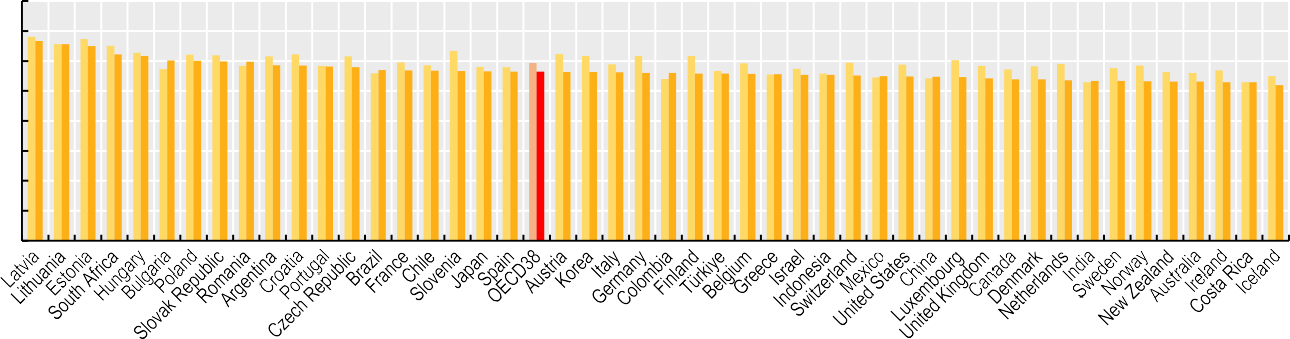 Latvia
Lithuania
Estonia
South Africa
Hungary
Bulgaria
Poland
Slovak Republic
Romania
Argentina
Croatia
Portugal
Czech Republic
Brazil
France
Chile
Slovenia
Japan
Spain
OECD38
Austria
Korea
Italy
Germany
Colombia
Finland
Türkiye
Belgium
Greece
Israel
Indonesia
Switzerland
Mexico
United States
China
Luxembourg
United Kingdom
Canada
Denmark
Netherlands
India
Sweden
Norway
New Zealand
Australia
Ireland
Costa Rica
Iceland